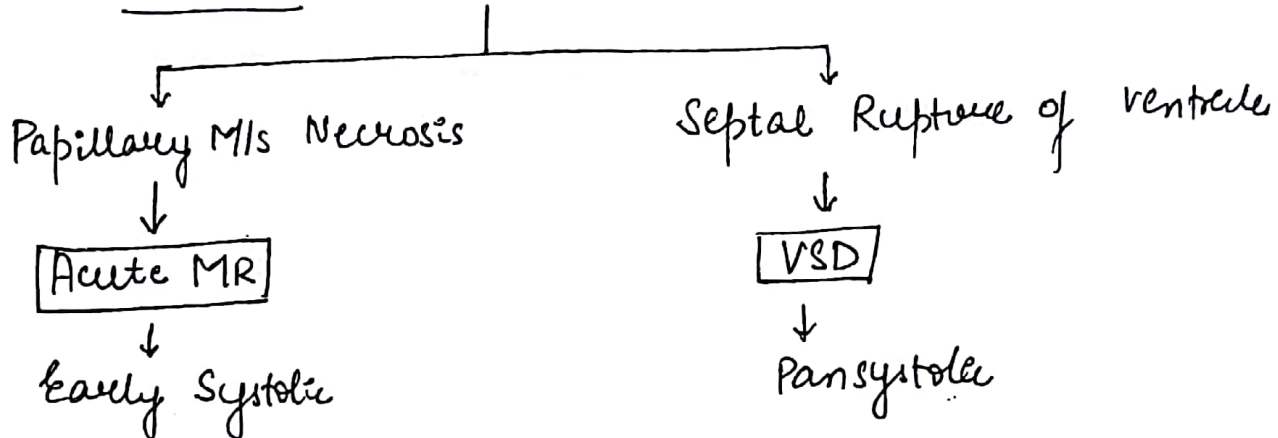 Papillary M/s Necrosis
Septal Rupture of ventricle
Acute MR
VSD
Early Systolic
Pansystolic